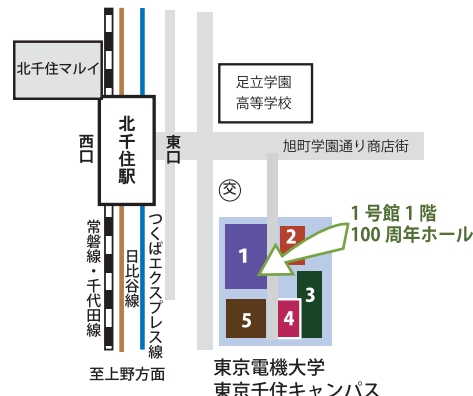 北千住マルイ
足立学園
高等学校
北千住駅
西口
東口
旭町学園通り商店街
交
1号館1階
100周年ホール
1
2
3
4
5
常磐線・千代田線
日比谷線
つくばエクスプレス線
至上野方面
東京電機大学
東京千住キャンパス